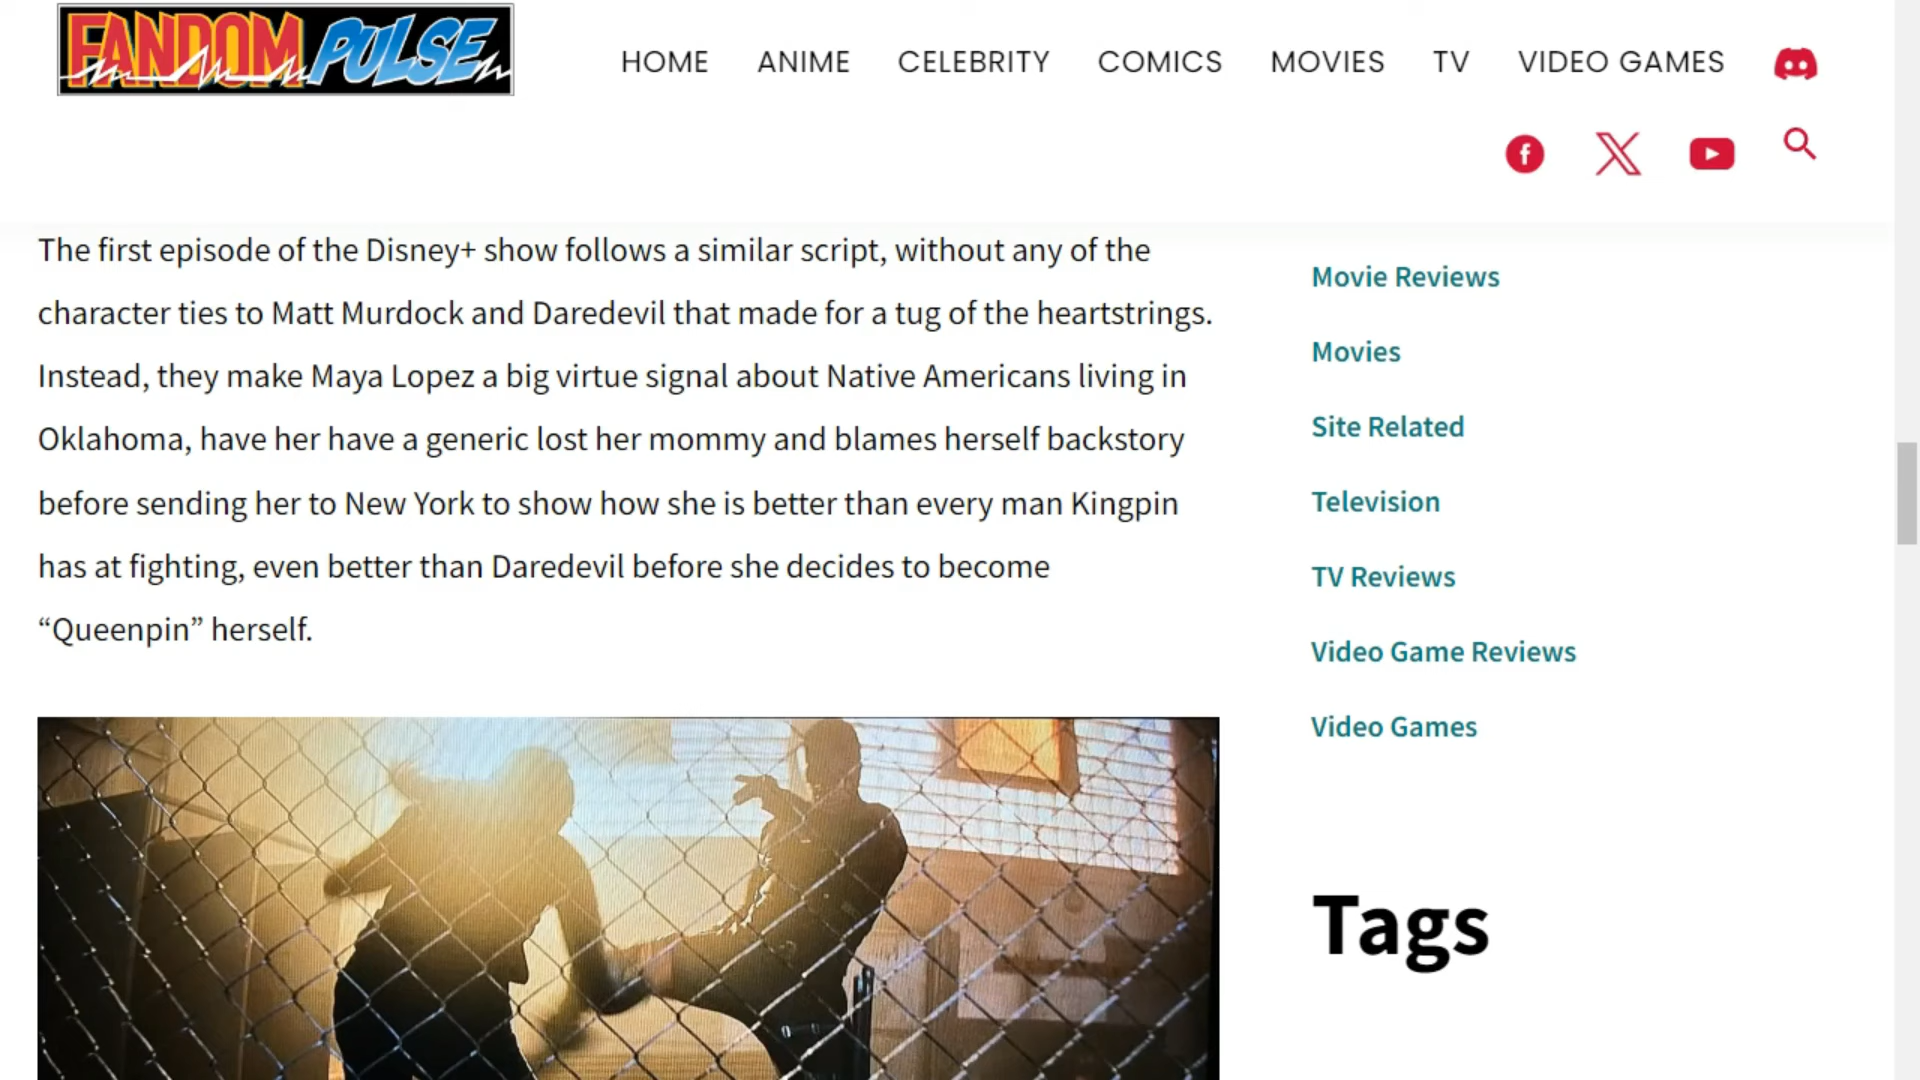 FANDOM PULSE
HOME ANIME CELEBRITY COMICS MOVIES TV VIDEO GAMES
The first episode of the Disney+ show follows a similar script, without any of the
character ties to Matt Murdock and Daredevil that made for a tug of the heartstrings.
Instead, they make Maya Lopez a big virtue signal about Native Americans living in
Oklahoma, have her have a generic lost her mommy and blames herself backstory
before sending her to New York to show how she is better than every man Kingpin
has at fighting, even better than Daredevil before she decides to become
“Queenpin” herself.
Movie Reviews
Movies
Site Related
Television
TV Reviews
Video Game Reviews
Video Games
Tags